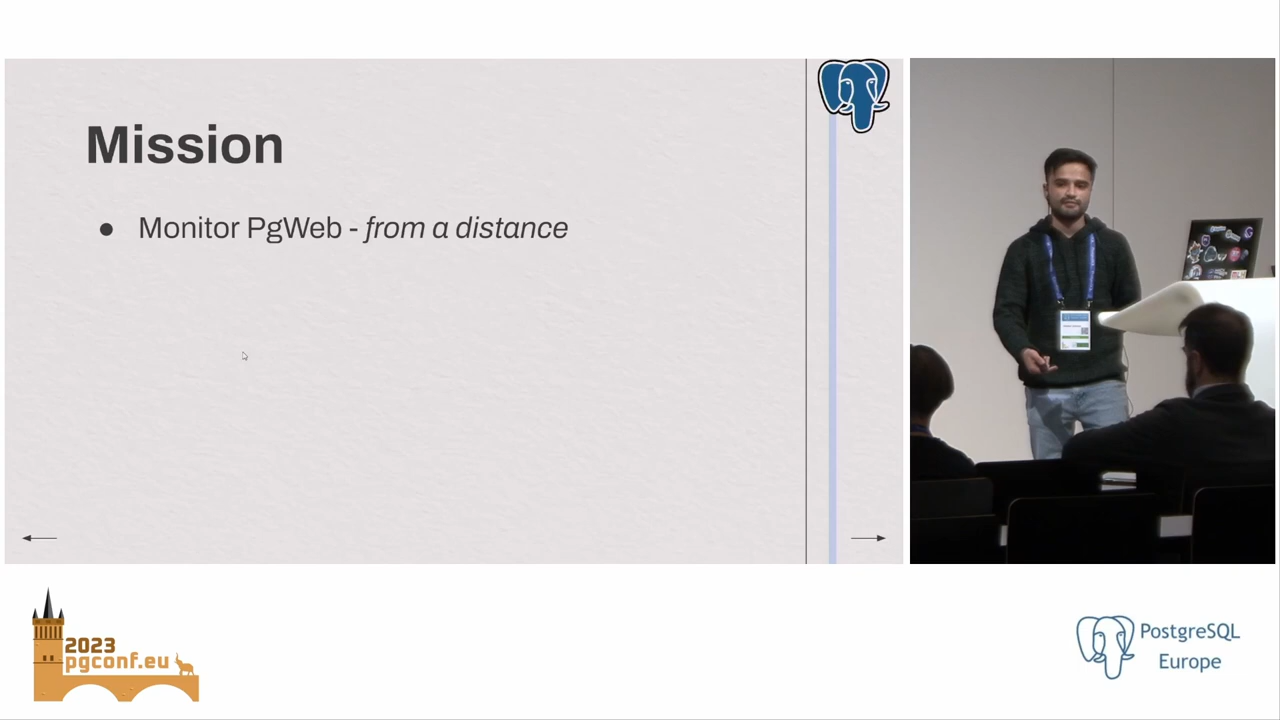 Mission
● Monitor PgWeb - from a distance
2023
pgconf.eu
PostgreSQL
Europe